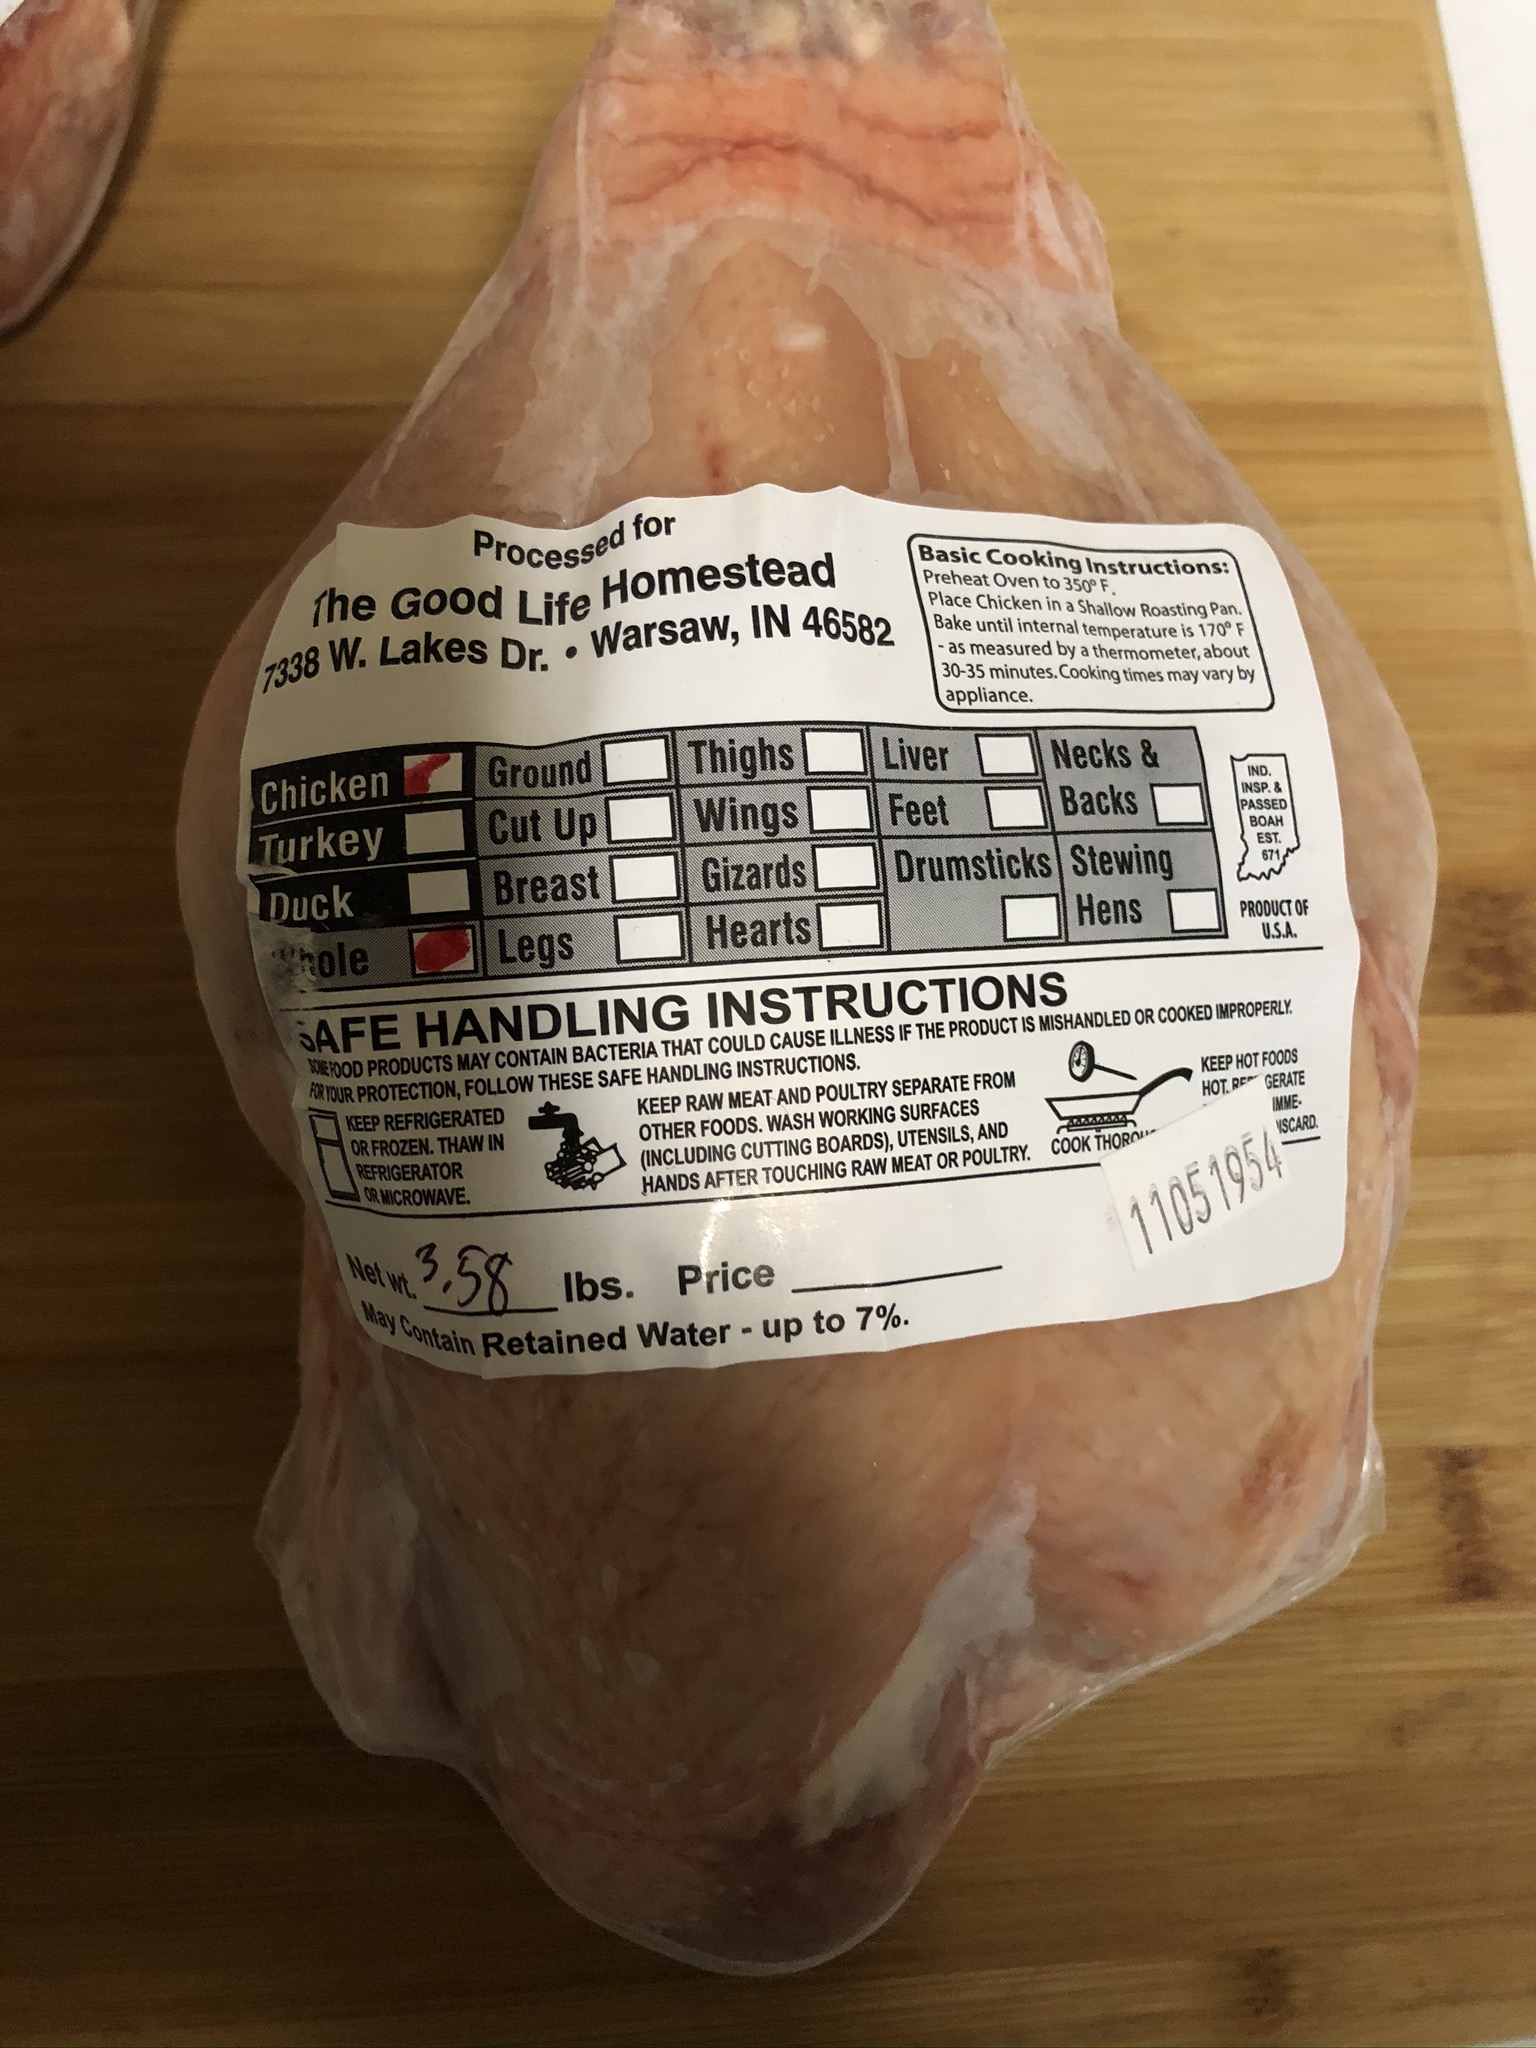 Processed for
The Good Life Homestead
7338 W. Lakes Dr. • Warsaw, IN 46582
Basic Cooking Instructions:
Preheat Oven to 350° F.
Place Chicken in a Shallow Roasting Pan.
Bake until internal temperature is 170° F
- as measured by a thermometer, about
30-35 minutes. Cooking times may vary by
appliance.
Chicken
Turkey
Duck
Whole
Ground
Cut Up
Breast
Legs
Thighs
Wings
Gizards
Hearts
Liver
Feet
Drumsticks
Necks &
Backs
Stewing
Hens
IND.
INSP. &
PASSED
BOAH
EST.
671
PRODUCT OF
U.S.A.
SAFE HANDLING INSTRUCTIONS
SOME FOOD PRODUCTS MAY CONTAIN BACTERIA THAT COULD CAUSE ILLNESS IF THE PRODUCT IS MISHANDLED OR COOKED IMPROPERLY.
FOR YOUR PROTECTION, FOLLOW THESE SAFE HANDLING INSTRUCTIONS.
KEEP REFRIGERATED
OR FROZEN. THAW IN
REFRIGERATOR
OR MICROWAVE.
KEEP RAW MEAT AND POULTRY SEPARATE FROM
OTHER FOODS. WASH WORKING SURFACES
(INCLUDING CUTTING BOARDS), UTENSILS, AND
HANDS AFTER TOUCHING RAW MEAT OR POULTRY.
COOK
KEEP HOT FOODS
HOT.
11051954
Net wt. 3.58 lbs. Price
May Contain Retained Water - up to 7%.